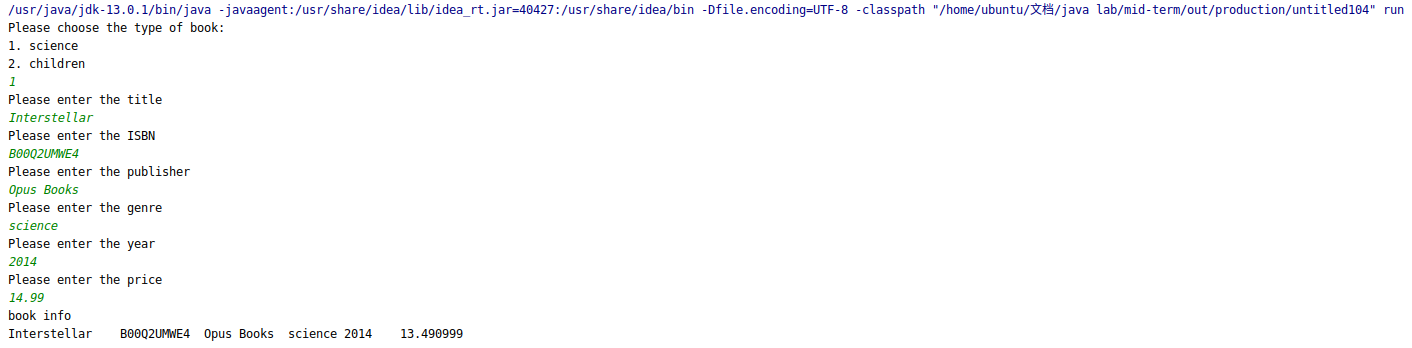 /usr/java/jdk-13.0.1/bin/java -javaagent:/usr/share/idea/lib/idea_rt.jar=40427:/usr/share/idea/bin -Dfile.encoding=UTF-8 -classpath "/home/ubuntu/文档/java lab/mid-term/out/production/untitled104" run
Please choose the type of book:
1. science
2. children
1
Please enter the title
Interstellar
Please enter the ISBN
B00Q2UMWE4
Please enter the publisher
Opus Books
Please enter the genre
science
Please enter the year
2014
Please enter the price
14.99
book info
Interstellar    B00Q2UMWE4  Opus Books  science 2014    13.490999